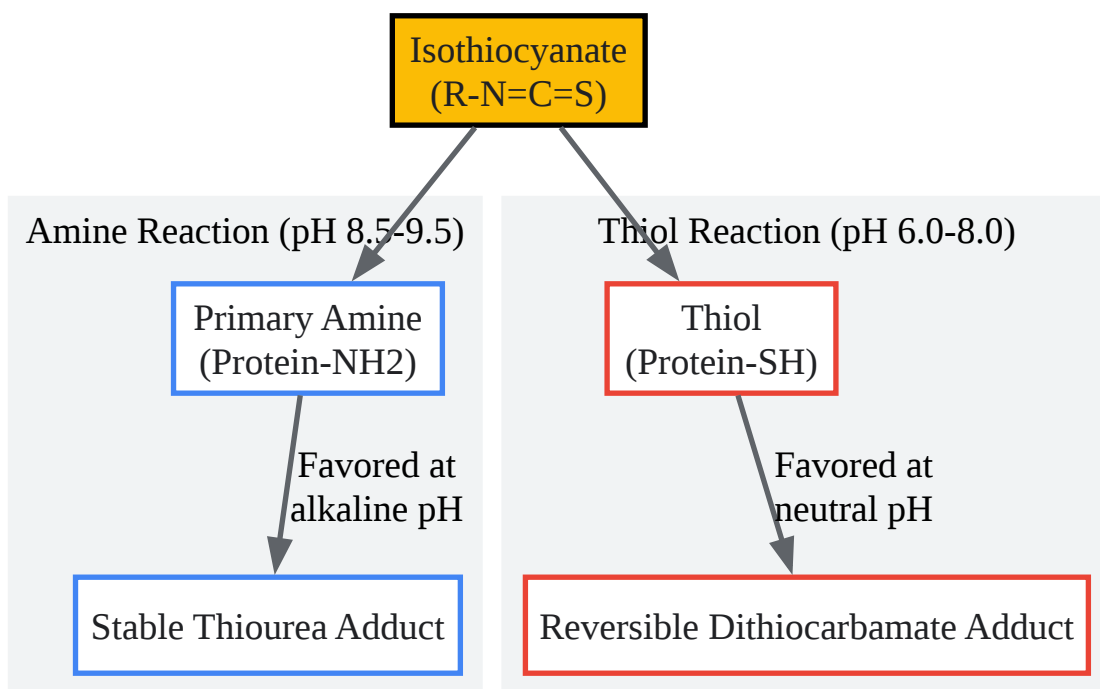 Isothiocyanate
(R-N=C=S)
Amine Reaction (pH 8.5-9.5)
Thiol Reaction (pH 6.0-8.0)
Primary Amine
(Protein-NH2)
Thiol
(Protein-SH)
Favored at
alkaline pH
Favored at
neutral pH
Stable Thiourea Adduct
Reversible Dithiocarbamate Adduct